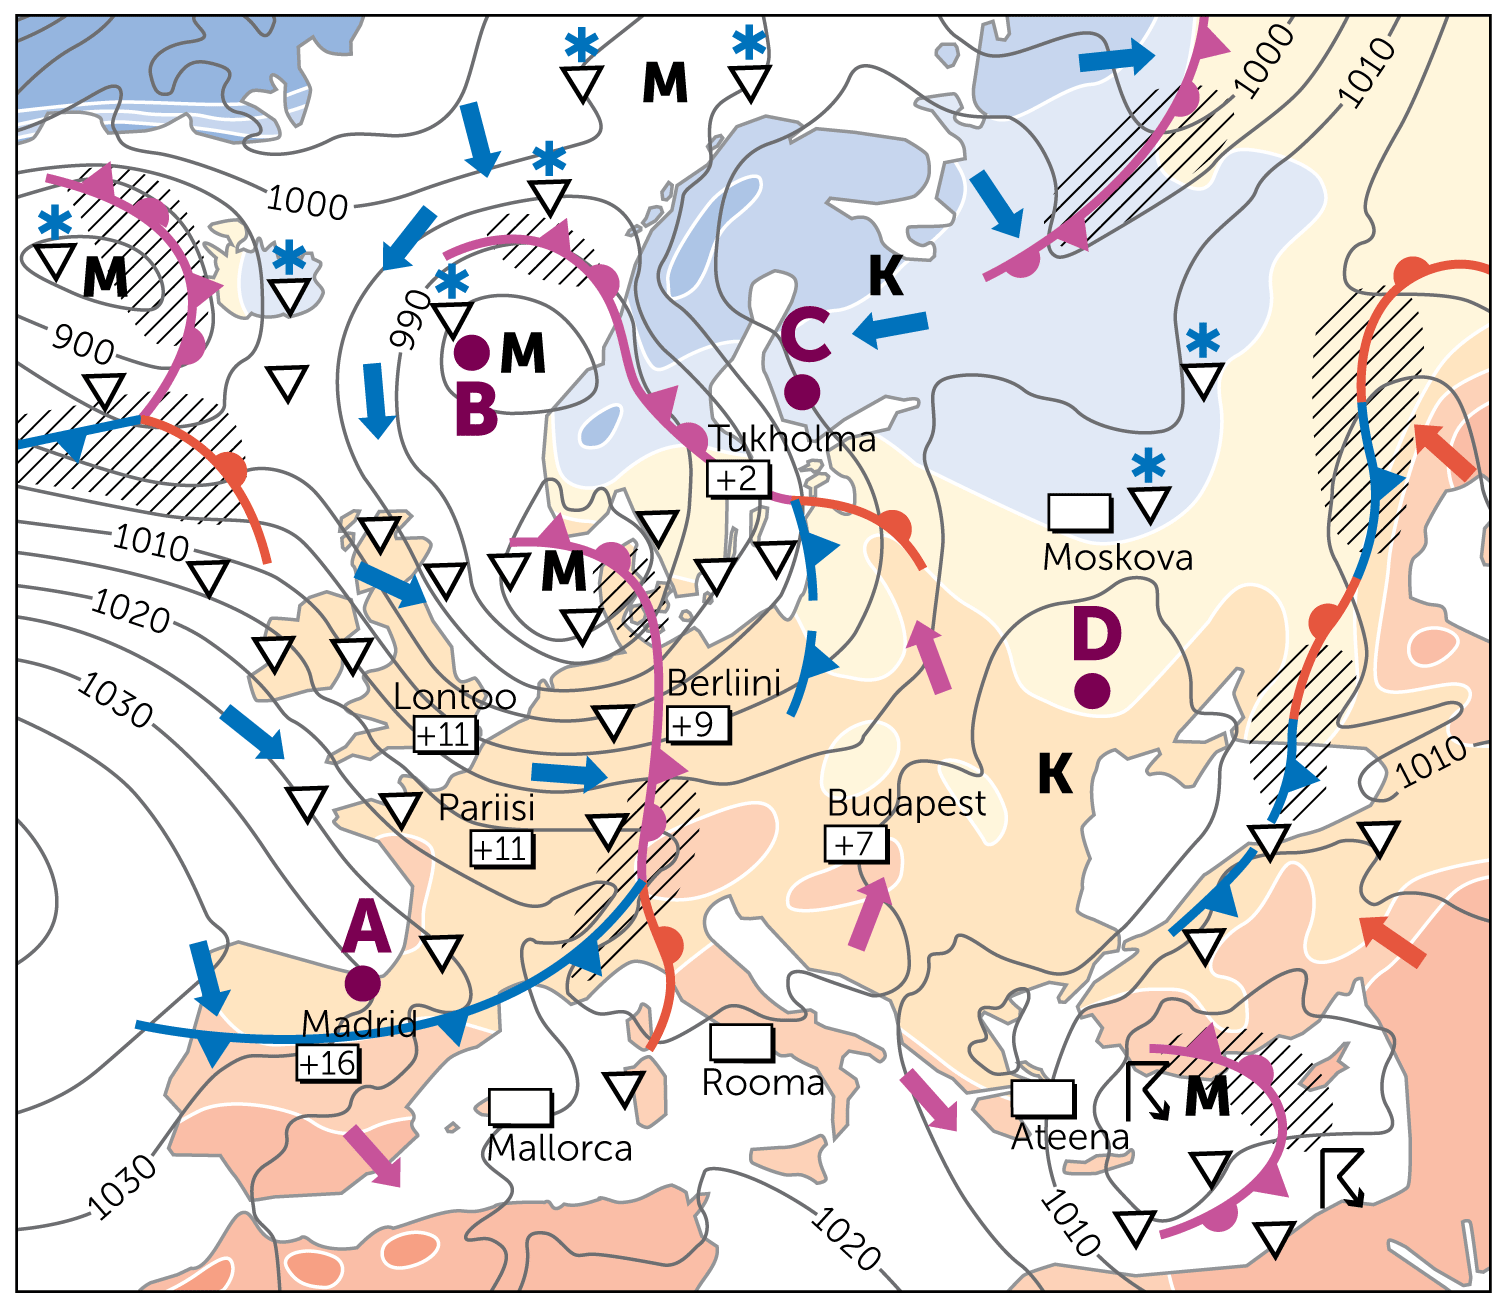 M
1000
1010
1000
K
M
900
990
M
B
C
Tukholma
+2
1010
M
Moskova
1020
D
1030
Lontoo
+11
Berliini
+9
K
1010
Pariisi
+11
Budapest
+7
A
Madrid
+16
Rooma
M
Mallorca
Ateena
1030
1020
1010